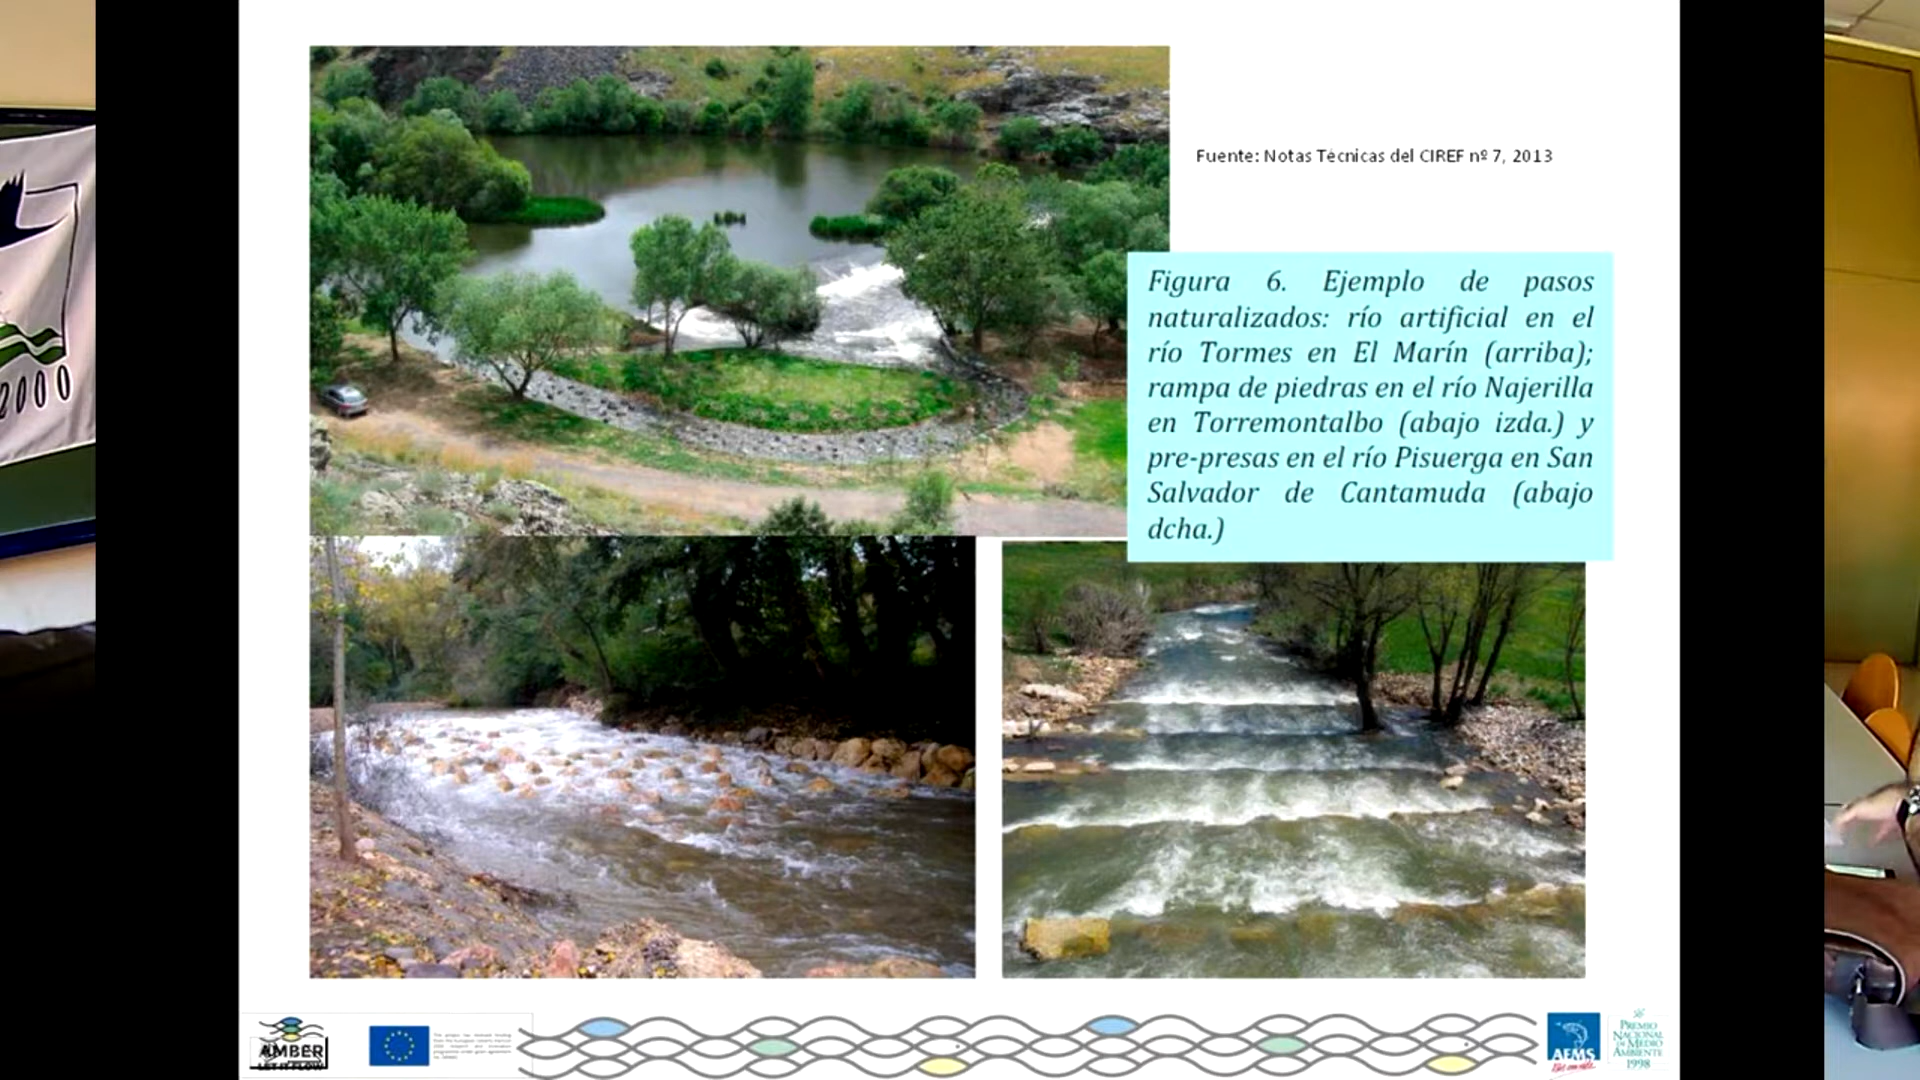 Fuente: Notas Técnicas del CIREF nº 7, 2013
Figura 6. Ejemplo de pasos
naturalizados: río artificial en el
río Tormes en El Marín (arriba);
rampa de piedras en el río Najerilla
en Torremontalbo (abajo izda.) y
pre-presas en el río Pisuerga en San
Salvador de Cantamuda (abajo
dcha.)
2000
AMBER
LET IT FLOW
AEMS
PREMIO
NACIONAL
DE MEDIO
AMBIENTE
1998